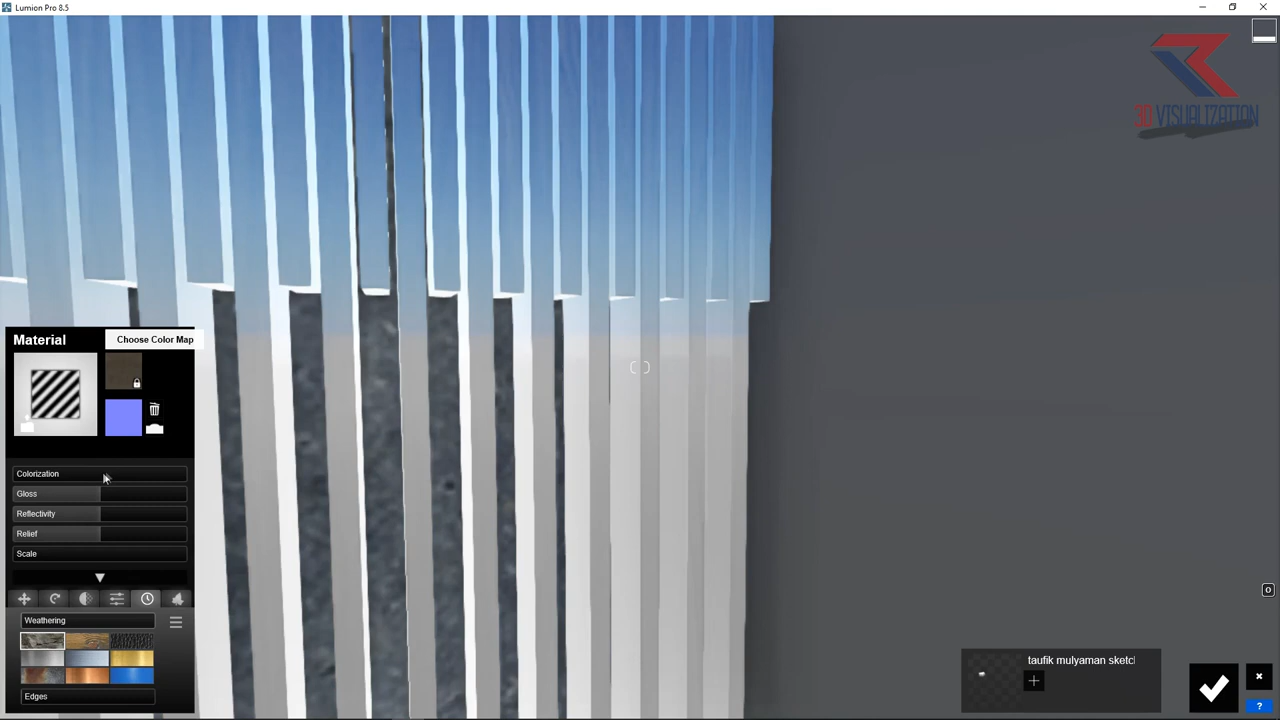 Lumion Pro 8.5
3D VISUALIZATION
Material
Choose Color Map
Colorization
Gloss
Reflectivity
Relief
Scale
Weathering
Edges
O
taufik mulyaman sketcl
+
?